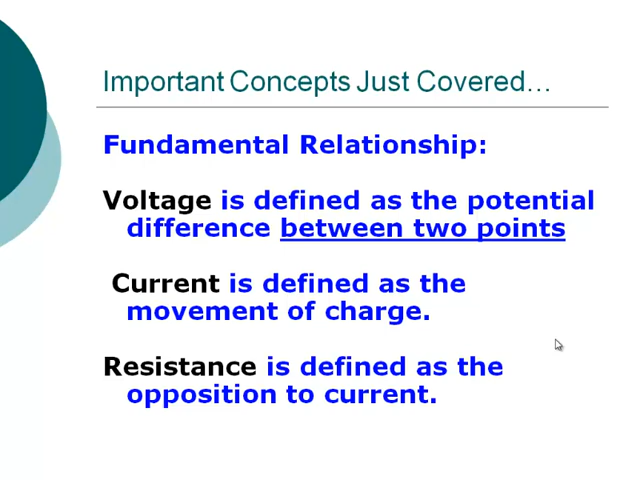 Important Concepts Just Covered…
Fundamental Relationship:
Voltage is defined as the potential
difference between two points
Current is defined as the
movement of charge.
Resistance is defined as the
opposition to current.